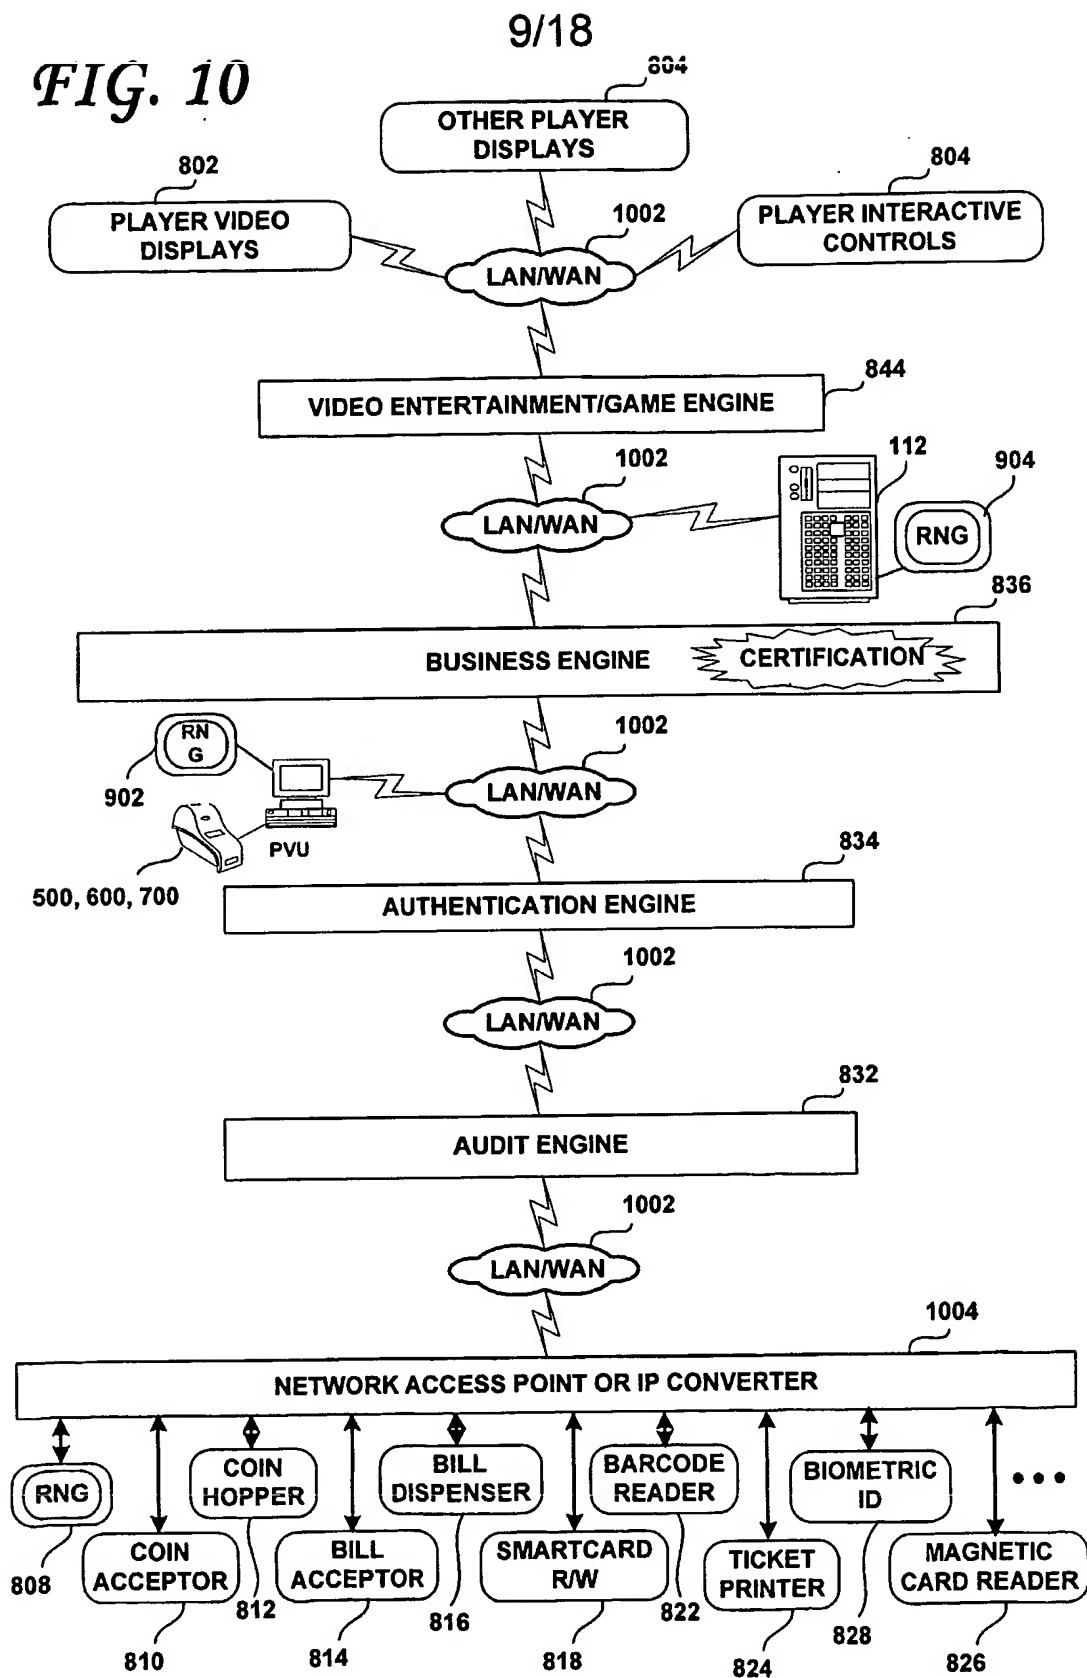 9/18
FIG. 10
804
OTHER PLAYER
DISPLAYS
802
PLAYER VIDEO
DISPLAYS
804
PLAYER INTERACTIVE
CONTROLS
1002
LAN/WAN
844
VIDEO ENTERTAINMENT/GAME ENGINE
1002
LAN/WAN
112
904
RNG
836
BUSINESS ENGINE
CERTIFICATION
RN
G
902
1002
LAN/WAN
PVU
500, 600, 700
834
AUTHENTICATION ENGINE
1002
LAN/WAN
832
AUDIT ENGINE
1002
LAN/WAN
1004
NETWORK ACCESS POINT OR IP CONVERTER
RNG
COIN
HOPPER
BILL
DISPENSER
BARCODE
READER
BIOMETRIC
ID
COIN
ACCEPTOR
BILL
ACCEPTOR
SMARTCARD
R/W
TICKET
PRINTER
MAGNETIC
CARD READER
808
810
812
814
816
818
822
824
828
826